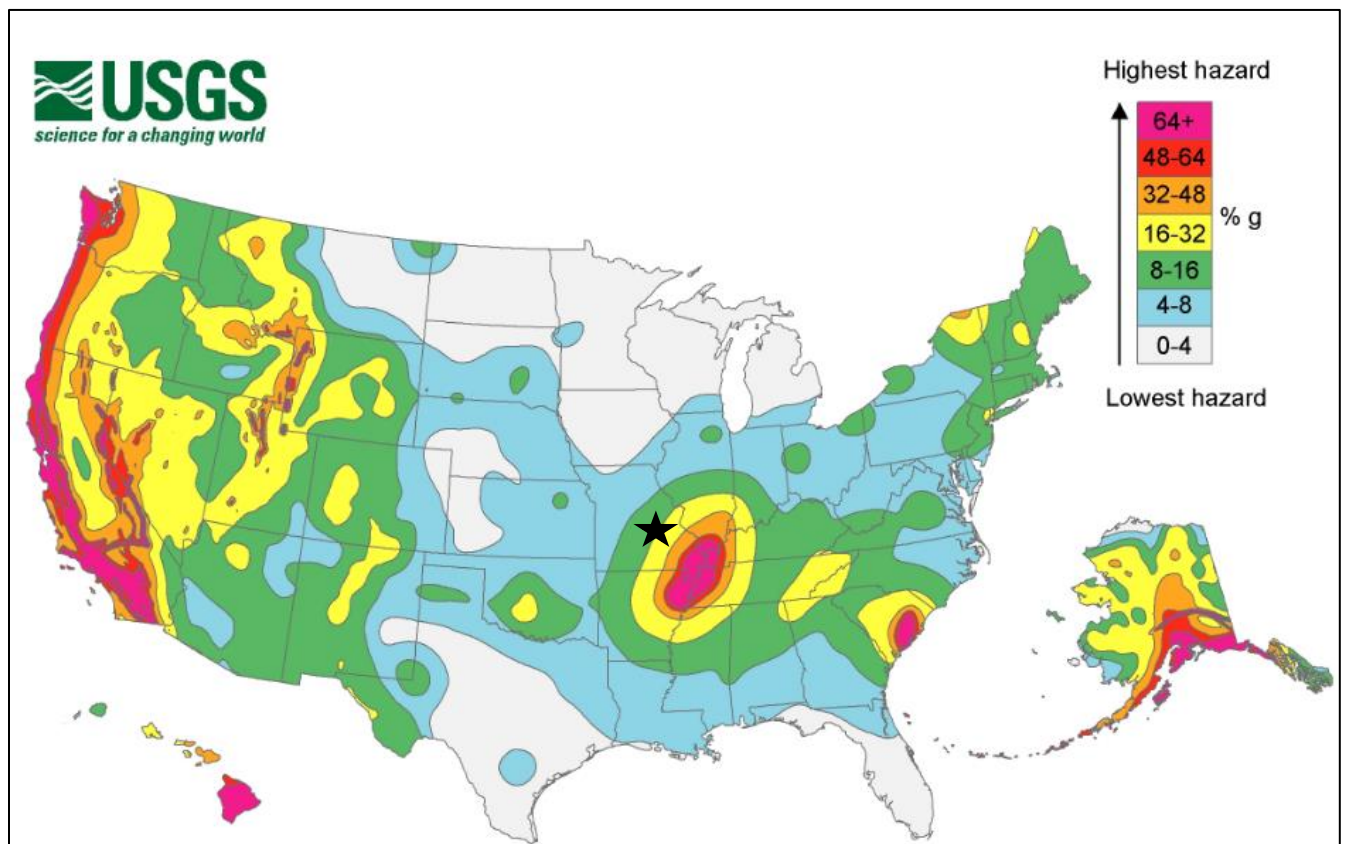 USGS
science for a changing world
Highest hazard
64+
48-64
32-48
16-32
% g
8-16
4-8
0-4
Lowest hazard